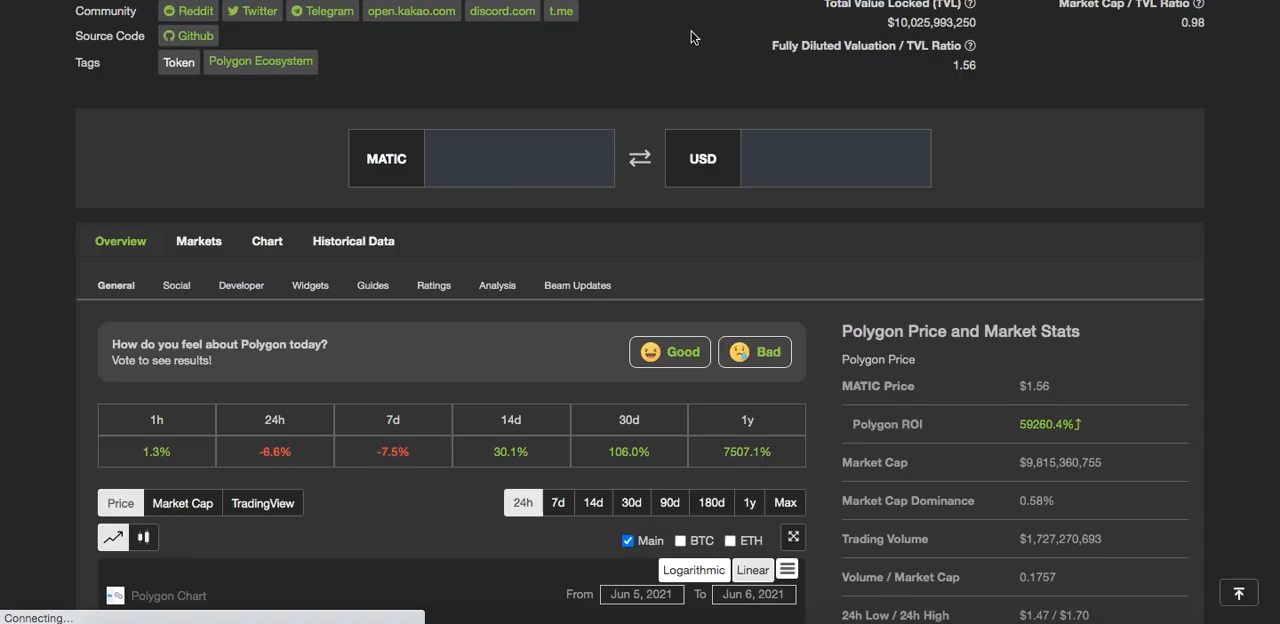 Community Reddit Twitter Telegram open.kakao.com discord.com t.me
Source Code Github
Tags Token Polygon Ecosystem
Total Value Locked (TVL)
$10,025,993,250
Fully Diluted Valuation / TVL Ratio
1.56
Market Cap / TVL Ratio
0.98
MATIC USD
Overview Markets Chart Historical Data
General Social Developer Widgets Guides Ratings Analysis Beam Updates
How do you feel about Polygon today?
Vote to see results!
Good Bad
1h 24h 7d 14d 30d 1y
1.3% -6.6% -7.5% 30.1% 106.0% 7507.1%
Price Market Cap TradingView
24h 7d 14d 30d 90d 180d 1y Max
Main BTC ETH
Logarithmic Linear
Polygon Chart
From Jun 5, 2021 To Jun 6, 2021
Polygon Price and Market Stats
Polygon Price
MATIC Price $1.56
Polygon ROI 59260.4%
Market Cap $9,815,360,755
Market Cap Dominance 0.58%
Trading Volume $1,727,270,693
Volume / Market Cap 0.1757
24h Low / 24h High $1.47 / $1.70
Connecting...